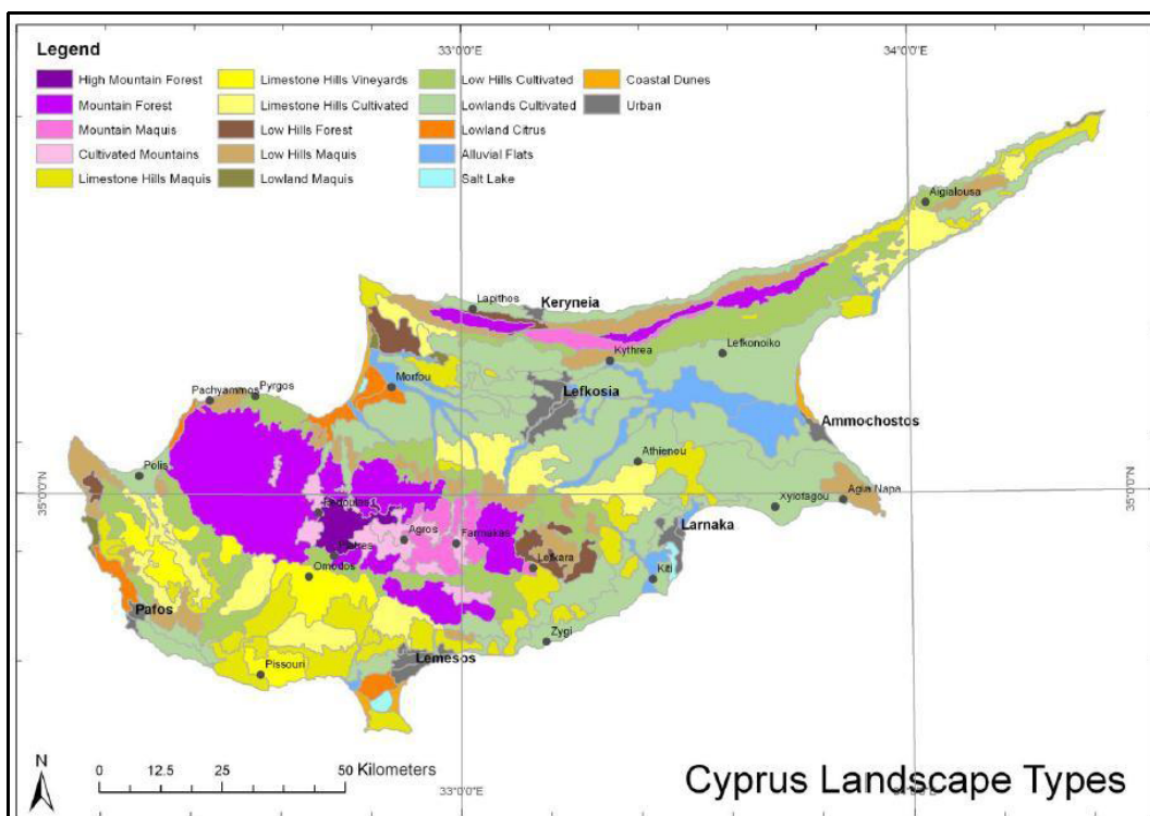 Legend
High Mountain Forest
Mountain Forest
Mountain Maquis
Cultivated Mountains
Limestone Hills Maquis
Limestone Hills Vineyards
Limestone Hills Cultivated
Low Hills Forest
Low Hills Maquis
Lowland Maquis
Low Hills Cultivated
Lowlands Cultivated
Lowland Citrus
Alluvial Flats
Salt Lake
Coastal Dunes
Urban
33°0'0"E
34°0'0"E
Aigialousa
Lapithos
Keryneia
Kythrea
Lefkonoiko
Morfou
Lefkosia
Pachyammos
Pyrgos
Ammochostos
Polis
Athienou
35°0'0"N
35°0'0"N
Xylotagou
Agia Napa
Pedoulas
Larnaka
Agros
Farmakas
Platres
Lefkara
Kiti
Omodos
Pafos
Zygi
Lemesos
Pissouri
N
0 12.5 25 50 Kilometers
33°0'0"E
Cyprus Landscape Types